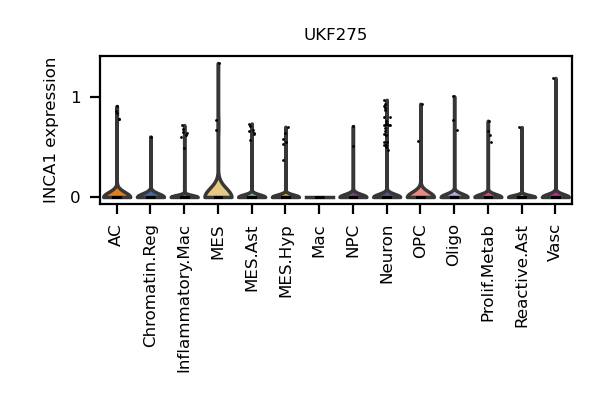 UKF275
INCA1 expression
1
0
AC
Chromatin.Reg
Inflammatory.Mac
MES
MES.Ast
MES.Hyp
Mac
NPC
Neuron
OPC
Oligo
Prolif.Metab
Reactive.Ast
Vasc